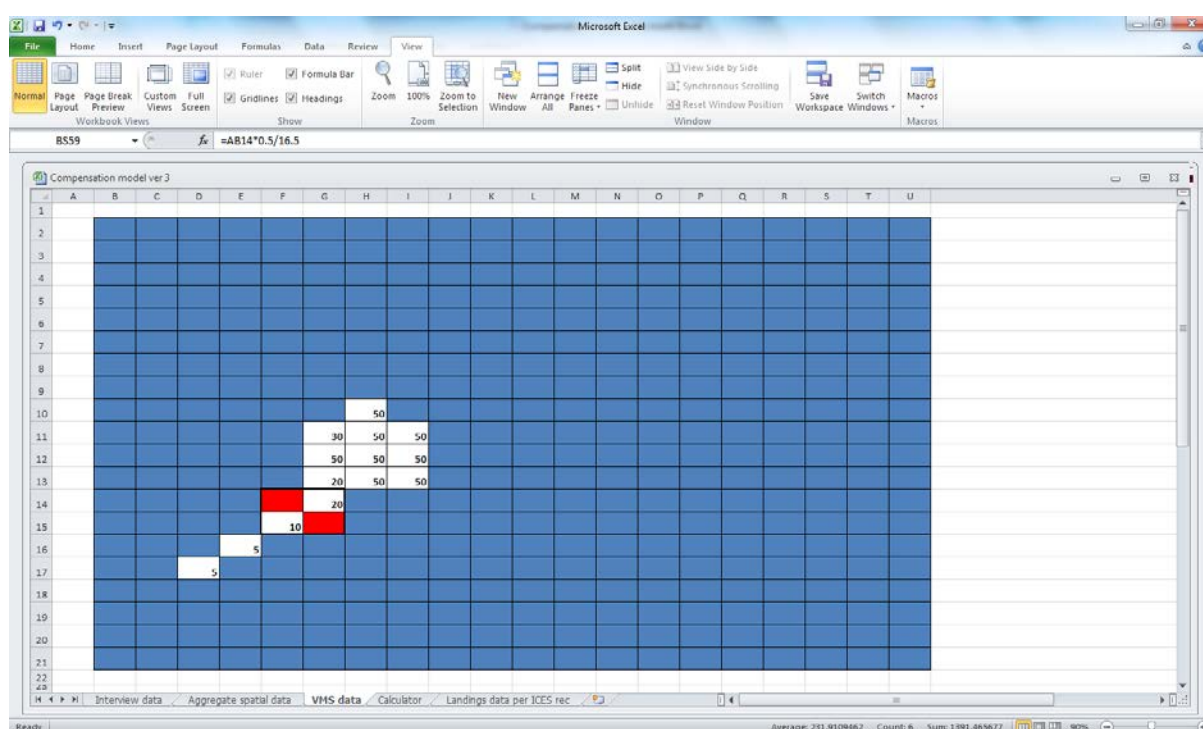 Microsoft Excel
File Home Insert Page Layout Formulas Data Review View
Normal Page Layout Page Break Preview Custom Views Full Screen
Workbook Views
Ruler Formula Bar
Gridlines Headings
Show
Zoom 100% Zoom to Selection
Zoom
New Window Arrange All Freeze Panes
Split
Hide
Unhide
View Side by Side
Synchronous Scrolling
Reset Window Position
Window
Save Workspace Switch Windows
Macros
Macros
BS59 fx =AB14*0.5/16.5
Compensation model ver 3
A B C D E F G H I J K L M N O P Q R S T U
1
2
3
4
5
6
7
8
9
10 50
11 30 50 50
12 50 50 50
13 20 50 50
14 20
15 10
16 5
17 5
18
19
20
21
22
23
Interview data Aggregate spatial data VMS data Calculator Landings data per ICES rec
Ready Average: 231.9109462 Count: 6 Sum: 1391.465677 90%